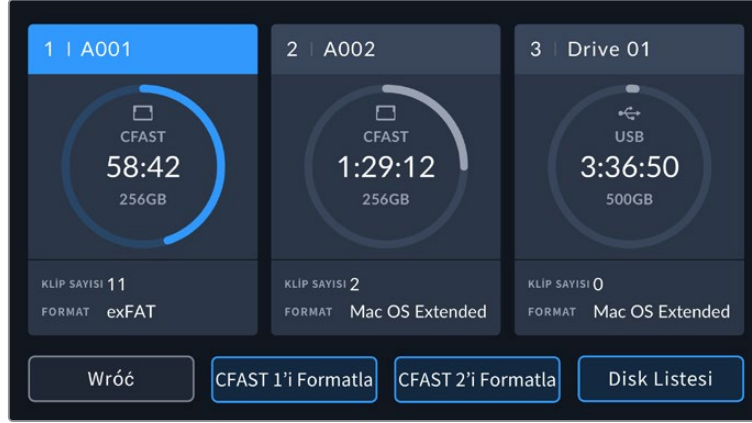 1 | A001
CFAST
58:42
256GB
KLİP SAYISI 11
FORMAT exFAT
2 | A002
CFAST
1:29:12
256GB
KLİP SAYISI 2
FORMAT Mac OS Extended
3 | Drive 01
USB
3:36:50
500GB
KLİP SAYISI 0
FORMAT Mac OS Extended
Wróć
CFAST 1'i Formatla
CFAST 2'i Formatla
Disk Listesi